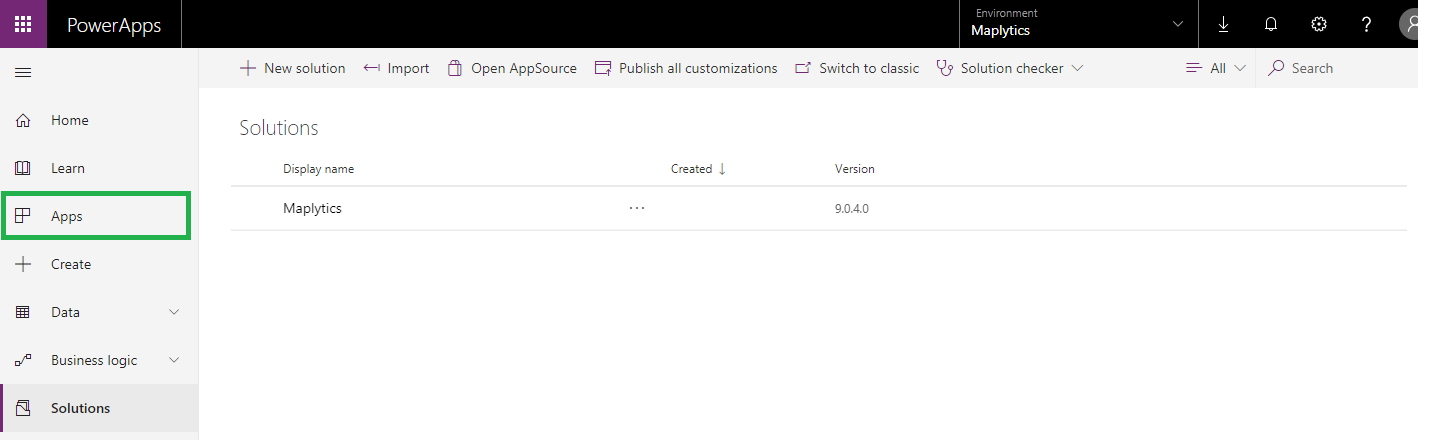 PowerApps
Environment
Maplytics
New solution Import Open AppSource Publish all customizations Switch to classic Solution checker All Search
Home
Learn
Apps
Create
Data
Business logic
Solutions
Solutions
Display name Created Version
Maplytics ... 9.0.4.0